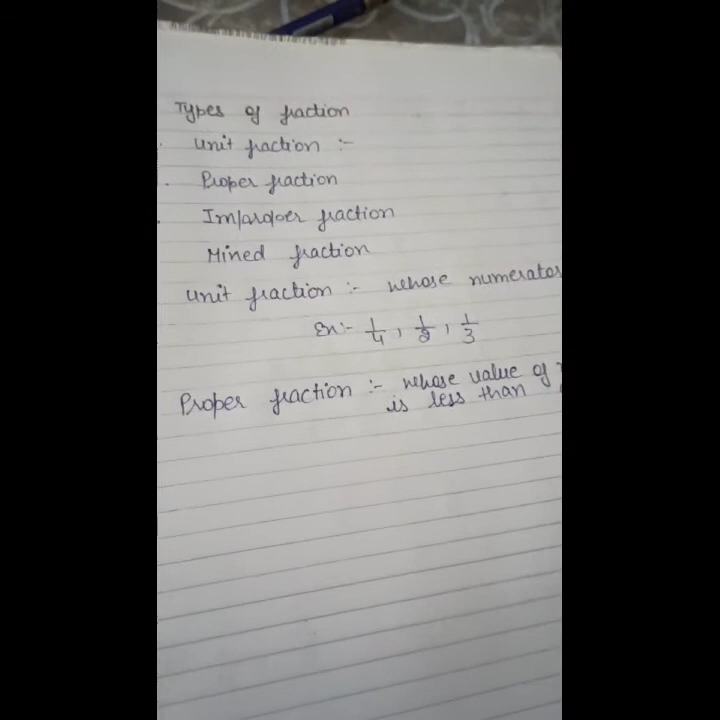 Types of fraction
Unit fraction :-
Proper fraction
Improper fraction
Mixed fraction
Unit fraction :- whose numerator
Ex:- 1/4, 1/2, 1/3
Proper fraction :- whose value of
is less than